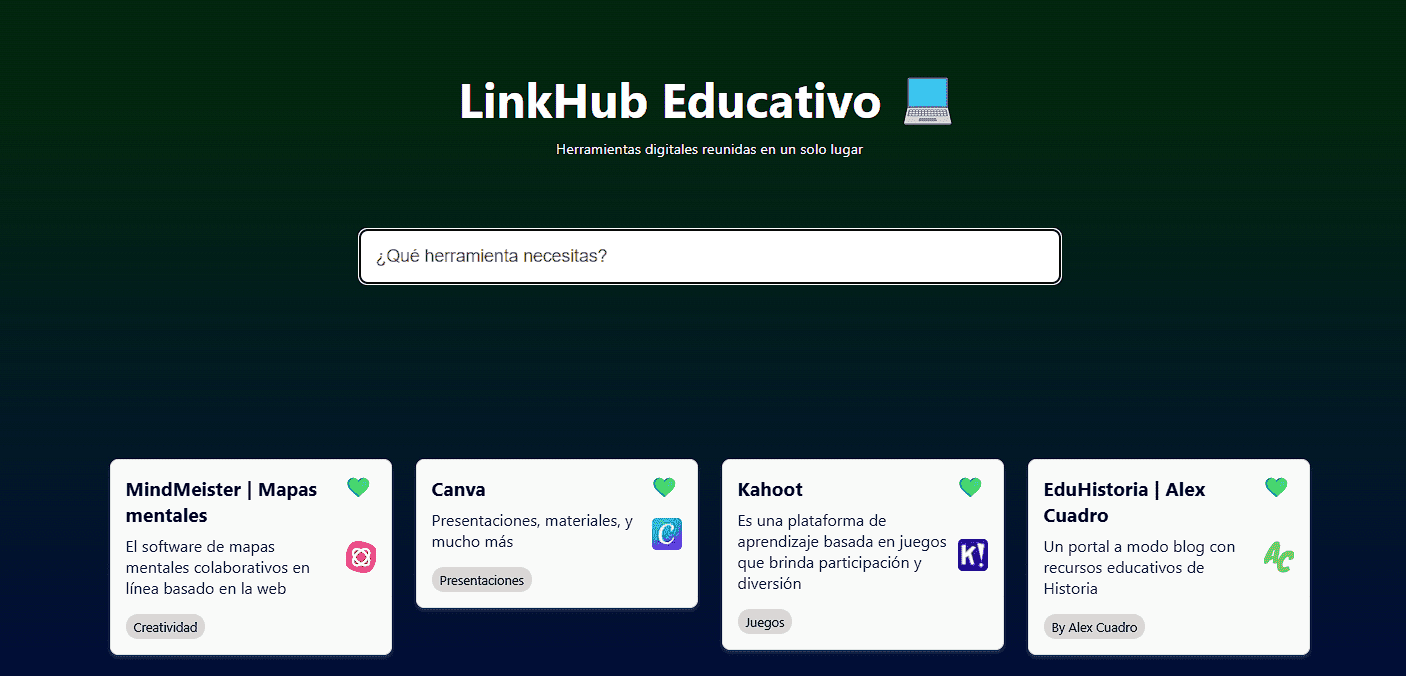 LinkHub Educativo
Herramientas digitales reunidas en un solo lugar
¿Qué herramienta necesitas?
MindMeister | Mapas
mentales
El software de mapas
mentales colaborativos en
línea basado en la web
Creatividad
Canva
Presentaciones, materiales, y
mucho más
C
Presentaciones
Kahoot
Es una plataforma de
aprendizaje basada en juegos
que brinda participación y
diversión
K!
Juegos
EduHistoria | Alex
Cuadro
Un portal a modo blog con
recursos educativos de
Historia
AC
By Alex Cuadro